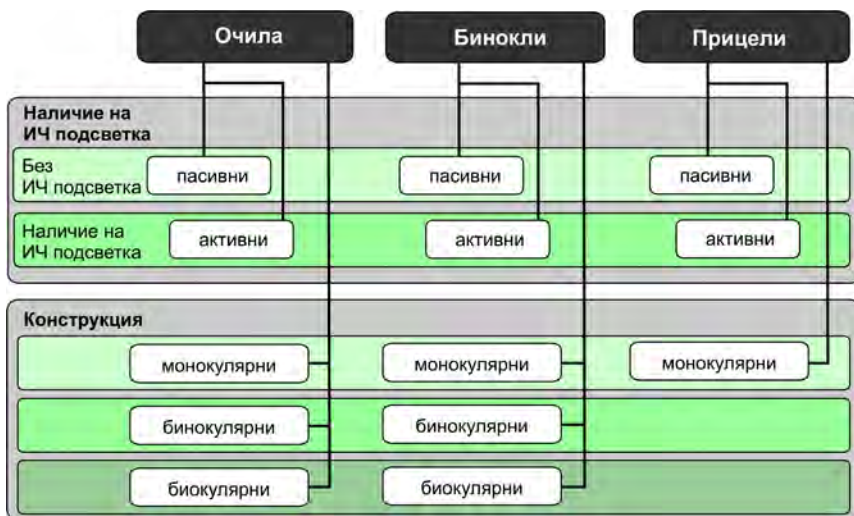 Очила
Бинокли
Прицели
Наличие на
ИЧ подсветка
Без
ИЧ подсветка
пасивни
пасивни
пасивни
Наличие на
ИЧ подсветка
активни
активни
активни
Конструкция
монокулярни
монокулярни
монокулярни
бинокулярни
бинокулярни
биокулярни
биокулярни